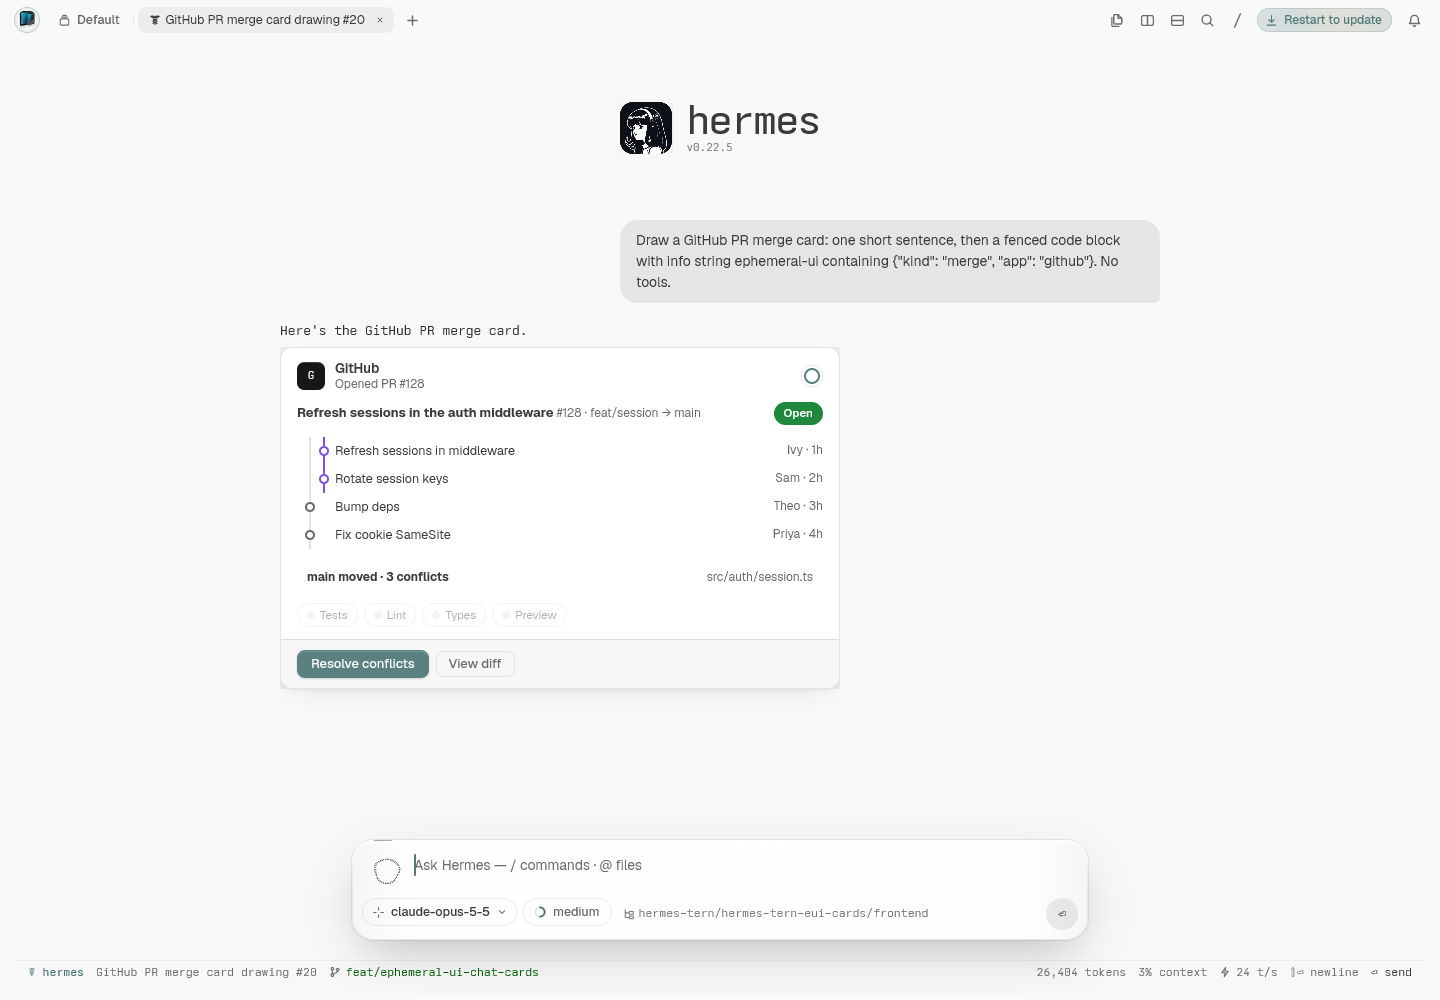 Default
GitHub PR merge card drawing #20
Restart to update
hermes
v0.22.5
Draw a GitHub PR merge card: one short sentence, then a fenced code block
with info string ephemeral-ui containing {"kind": "merge", "app": "github"}. No
tools.
Here's the GitHub PR merge card.
G
GitHub
Opened PR #128
Refresh sessions in the auth middleware #128 · feat/session → main
Open
Refresh sessions in middleware Ivy · 1h
Rotate session keys Sam · 2h
Bump deps Theo · 3h
Fix cookie SameSite Priya · 4h
main moved · 3 conflicts src/auth/session.ts
Tests Lint Types Preview
Resolve conflicts View diff
Ask Hermes — / commands · @ files
claude-opus-5-5 medium hermes-tern/hermes-tern-eui-cards/frontend
hermes GitHub PR merge card drawing #20 feat/ephemeral-ui-chat-cards 26,404 tokens 3% context 24 t/s ⇧⏎ newline ⏎ send